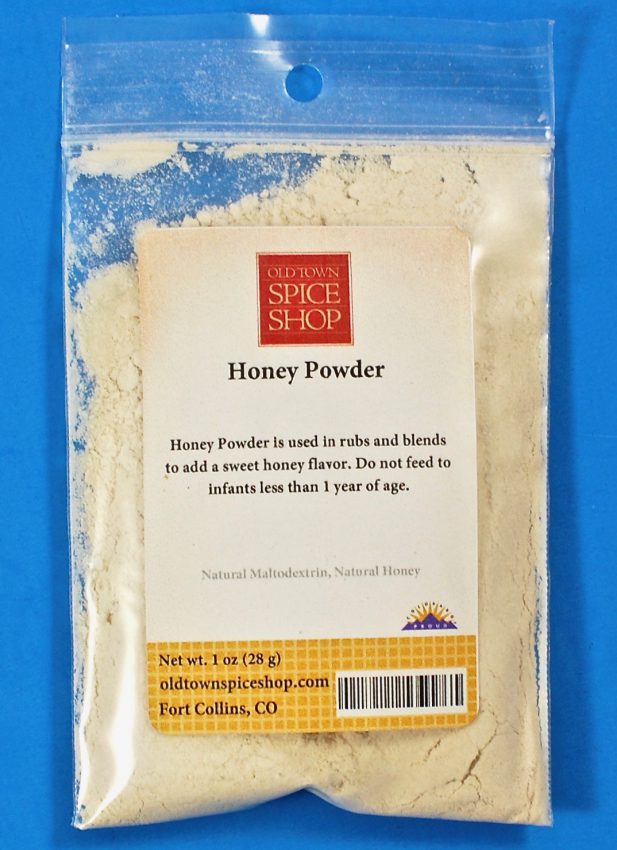 OLD TOWN
SPICE
SHOP
Honey Powder
Honey Powder is used in rubs and blends
to add a sweet honey flavor. Do not feed to
infants less than 1 year of age.
Natural Maltodextrin, Natural Honey
PROUD
Net wt. 1 oz (28 g)
oldtownspiceshop.com
Fort Collins, CO